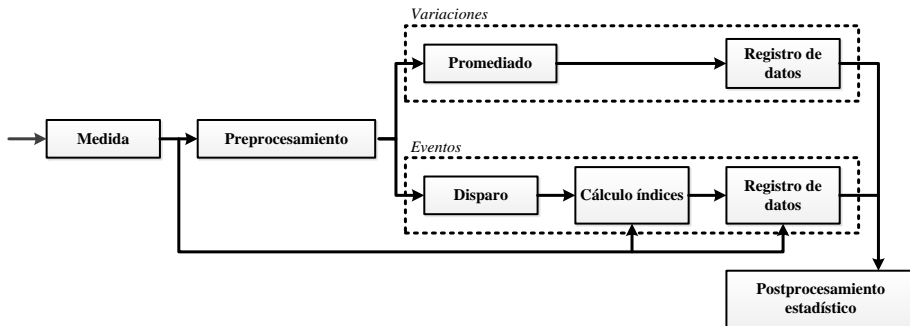 Variaciones
Promediado
Registro de
datos
Medida
Preprocesamiento
Eventos
Disparo
Cálculo índices
Registro de
datos
Postprocesamiento
estadístico